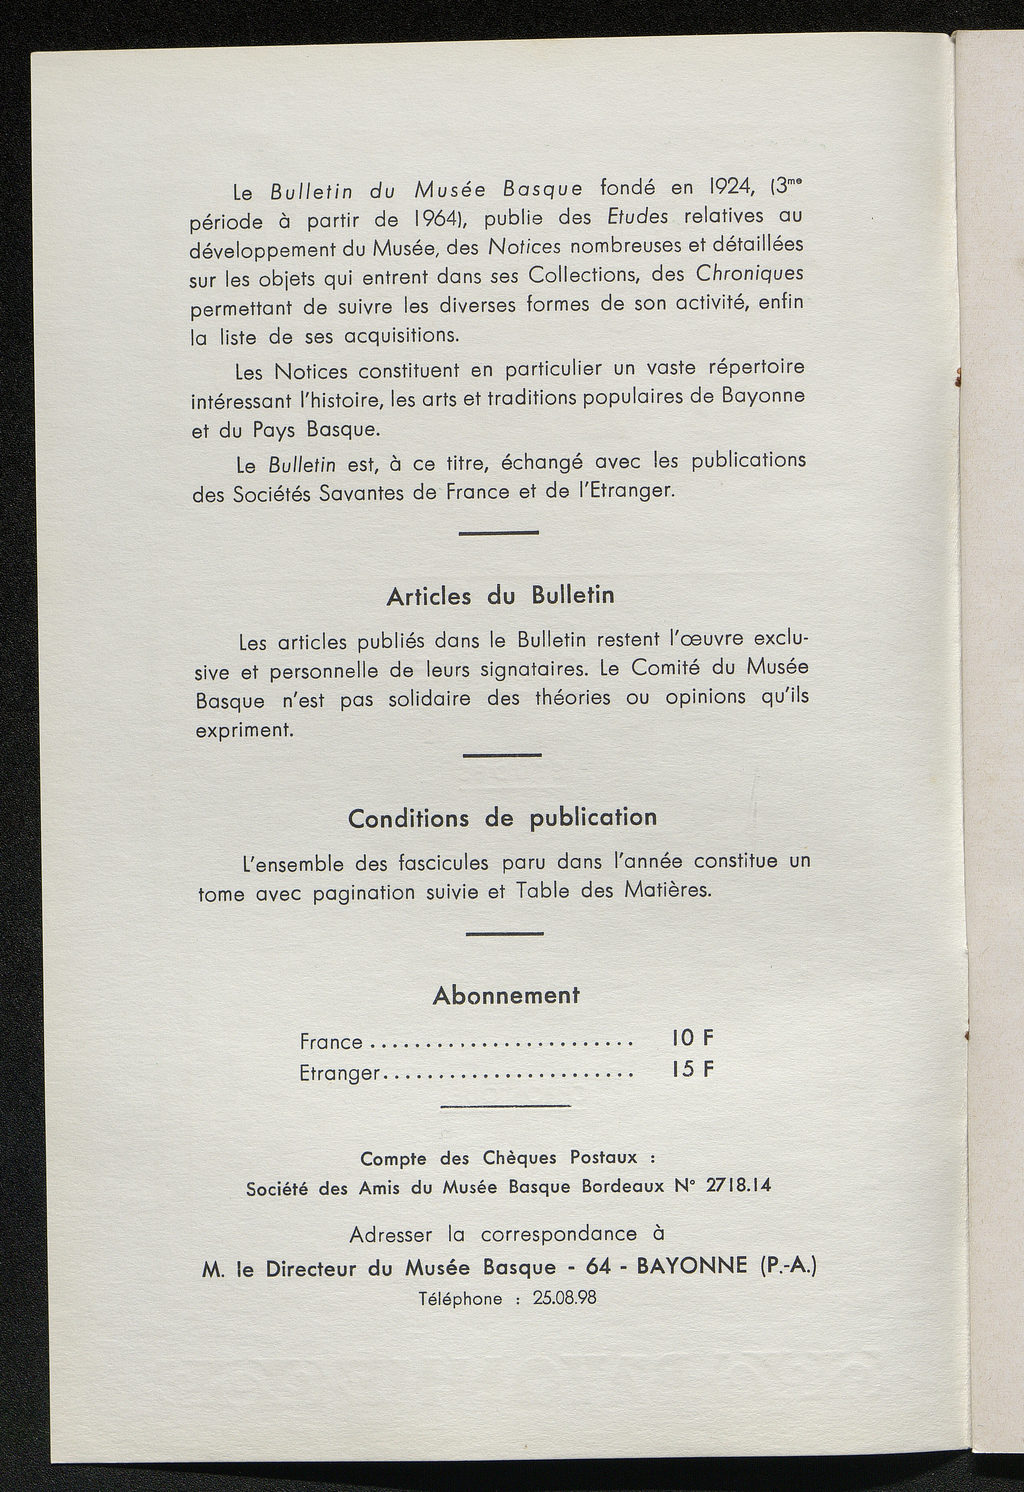 Le Bulletin du Musée Basque fondé en 1924, (3me
période à partir de 1964), publie des Etudes relatives au
développement du Musée, des Notices nombreuses et détaillées
sur les objets qui entrent dans ses Collections, des Chroniques
permettant de suivre les diverses formes de son activité, enfin
la liste de ses acquisitions.
Les Notices constituent en particulier un vaste répertoire
intéressant l'histoire, les arts et traditions populaires de Bayonne
et du Pays Basque.
Le Bulletin est, à ce titre, échangé avec les publications
des Sociétés Savantes de France et de l'Etranger.
Articles du Bulletin
Les articles publiés dans le Bulletin restent l'œuvre exclu-
sive et personnelle de leurs signataires. Le Comité du Musée
Basque n'est pas solidaire des théories ou opinions qu'ils
expriment.
Conditions de publication
L'ensemble des fascicules paru dans l'année constitue un
tome avec pagination suivie et Table des Matières.
Abonnement
France ........................ 10 F
Etranger....................... 15 F
Compte des Chèques Postaux :
Société des Amis du Musée Basque Bordeaux N° 2718.14
Adresser la correspondance à
M. le Directeur du Musée Basque - 64 - BAYONNE (P.-A.)
Téléphone : 25.08.98